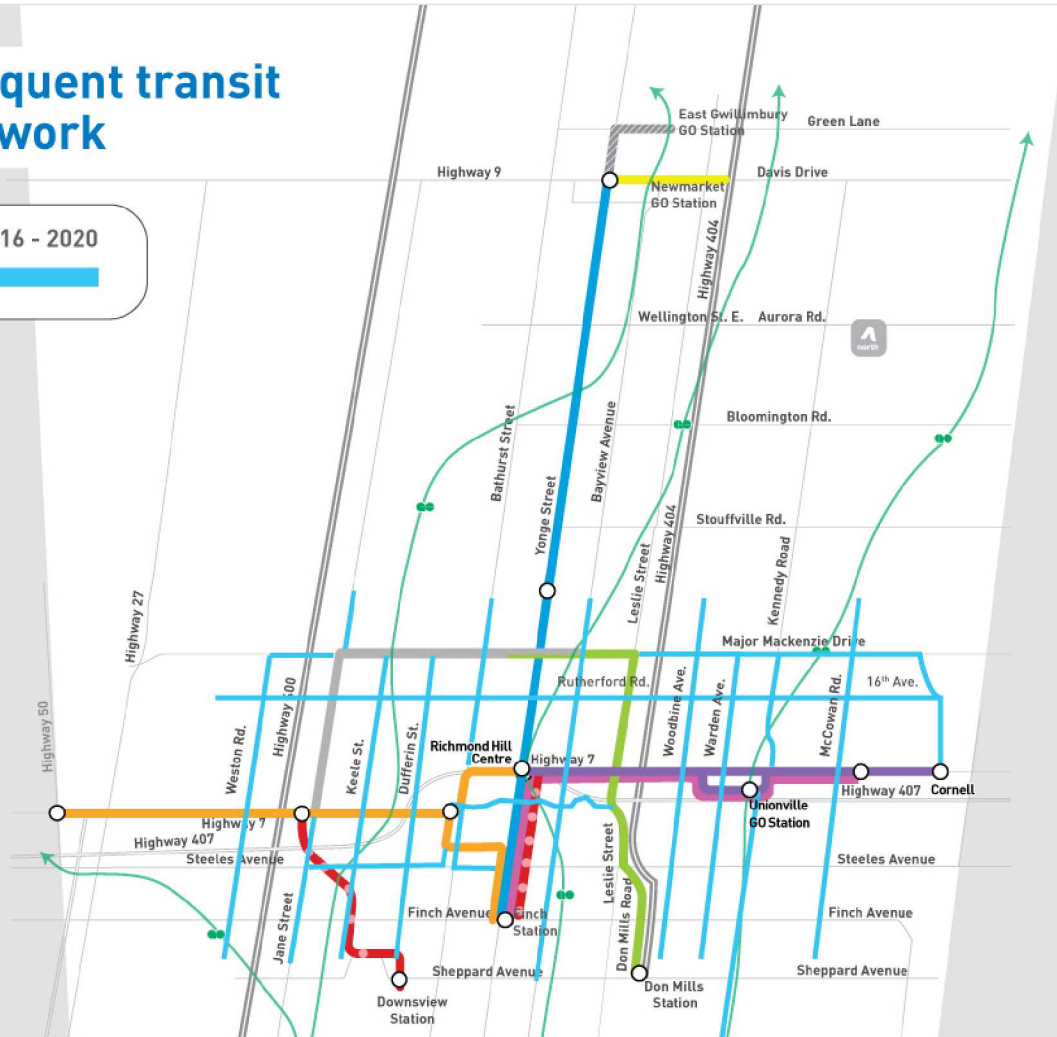 quent transit
work
16 - 2020
East Gwillimbury
GO Station
Green Lane
Highway 9
Davis Drive
Newmarket
GO Station
Highway 404
Wellington St. E.
Aurora Rd.
north
Bathurst Street
Bayview Avenue
Bloomington Rd.
Yonge Street
Stouffville Rd.
Leslie Street
Highway 404
Kennedy Road
Highway 27
Major Mackenzie Drive
Rutherford Rd.
16th Ave.
Highway 50
Weston Rd.
Highway 400
Keele St.
Dufferin St.
Woodbine Ave.
Warden Ave.
McCowan Rd.
Richmond Hill
Centre
Highway 7
Highway 407
Cornell
Unionville
GO Station
Highway 7
Highway 407
Steeles Avenue
Steeles Avenue
Leslie Street
Jane Street
Finch Avenue
Finch
Station
Don Mills Road
Finch Avenue
Sheppard Avenue
Sheppard Avenue
Don Mills
Station
Downsview
Station